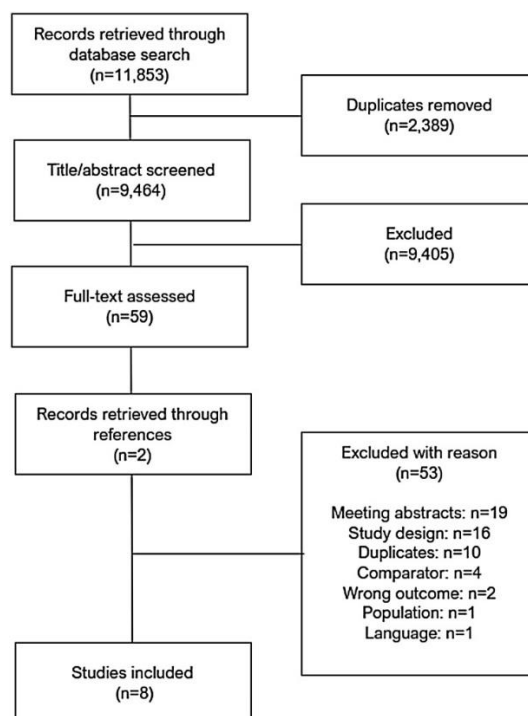 Records retrieved through
database search
(n=11,853)
Duplicates removed
(n=2,389)
Title/abstract screened
(n=9,464)
Excluded
(n=9,405)
Full-text assessed
(n=59)
Records retrieved through
references
(n=2)
Excluded with reason
(n=53)
Meeting abstracts: n=19
Study design: n=16
Duplicates: n=10
Comparator: n=4
Wrong outcome: n=2
Population: n=1
Language: n=1
Studies included
(n=8)